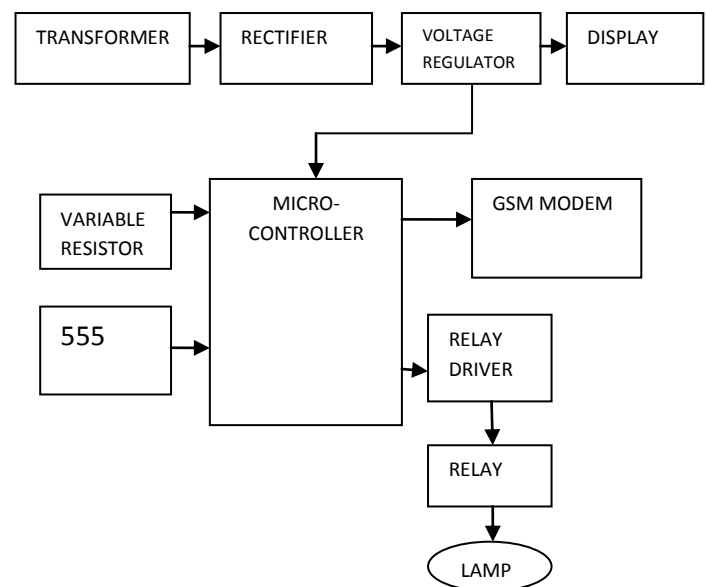 TRANSFORMER
RECTIFIER
VOLTAGE
REGULATOR
DISPLAY
VARIABLE
RESISTOR
MICRO-
CONTROLLER
GSM MODEM
555
RELAY
DRIVER
RELAY
LAMP